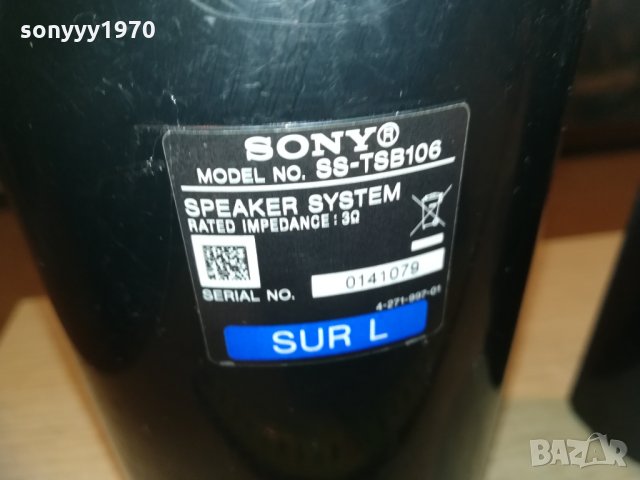 sonyyy1970
SONY®
MODEL NO. SS-TSB106
SPEAKER SYSTEM
RATED IMPEDANCE: 3Ω
SERIAL NO. 0141079
4-271-997-01
SUR L
BAZAR